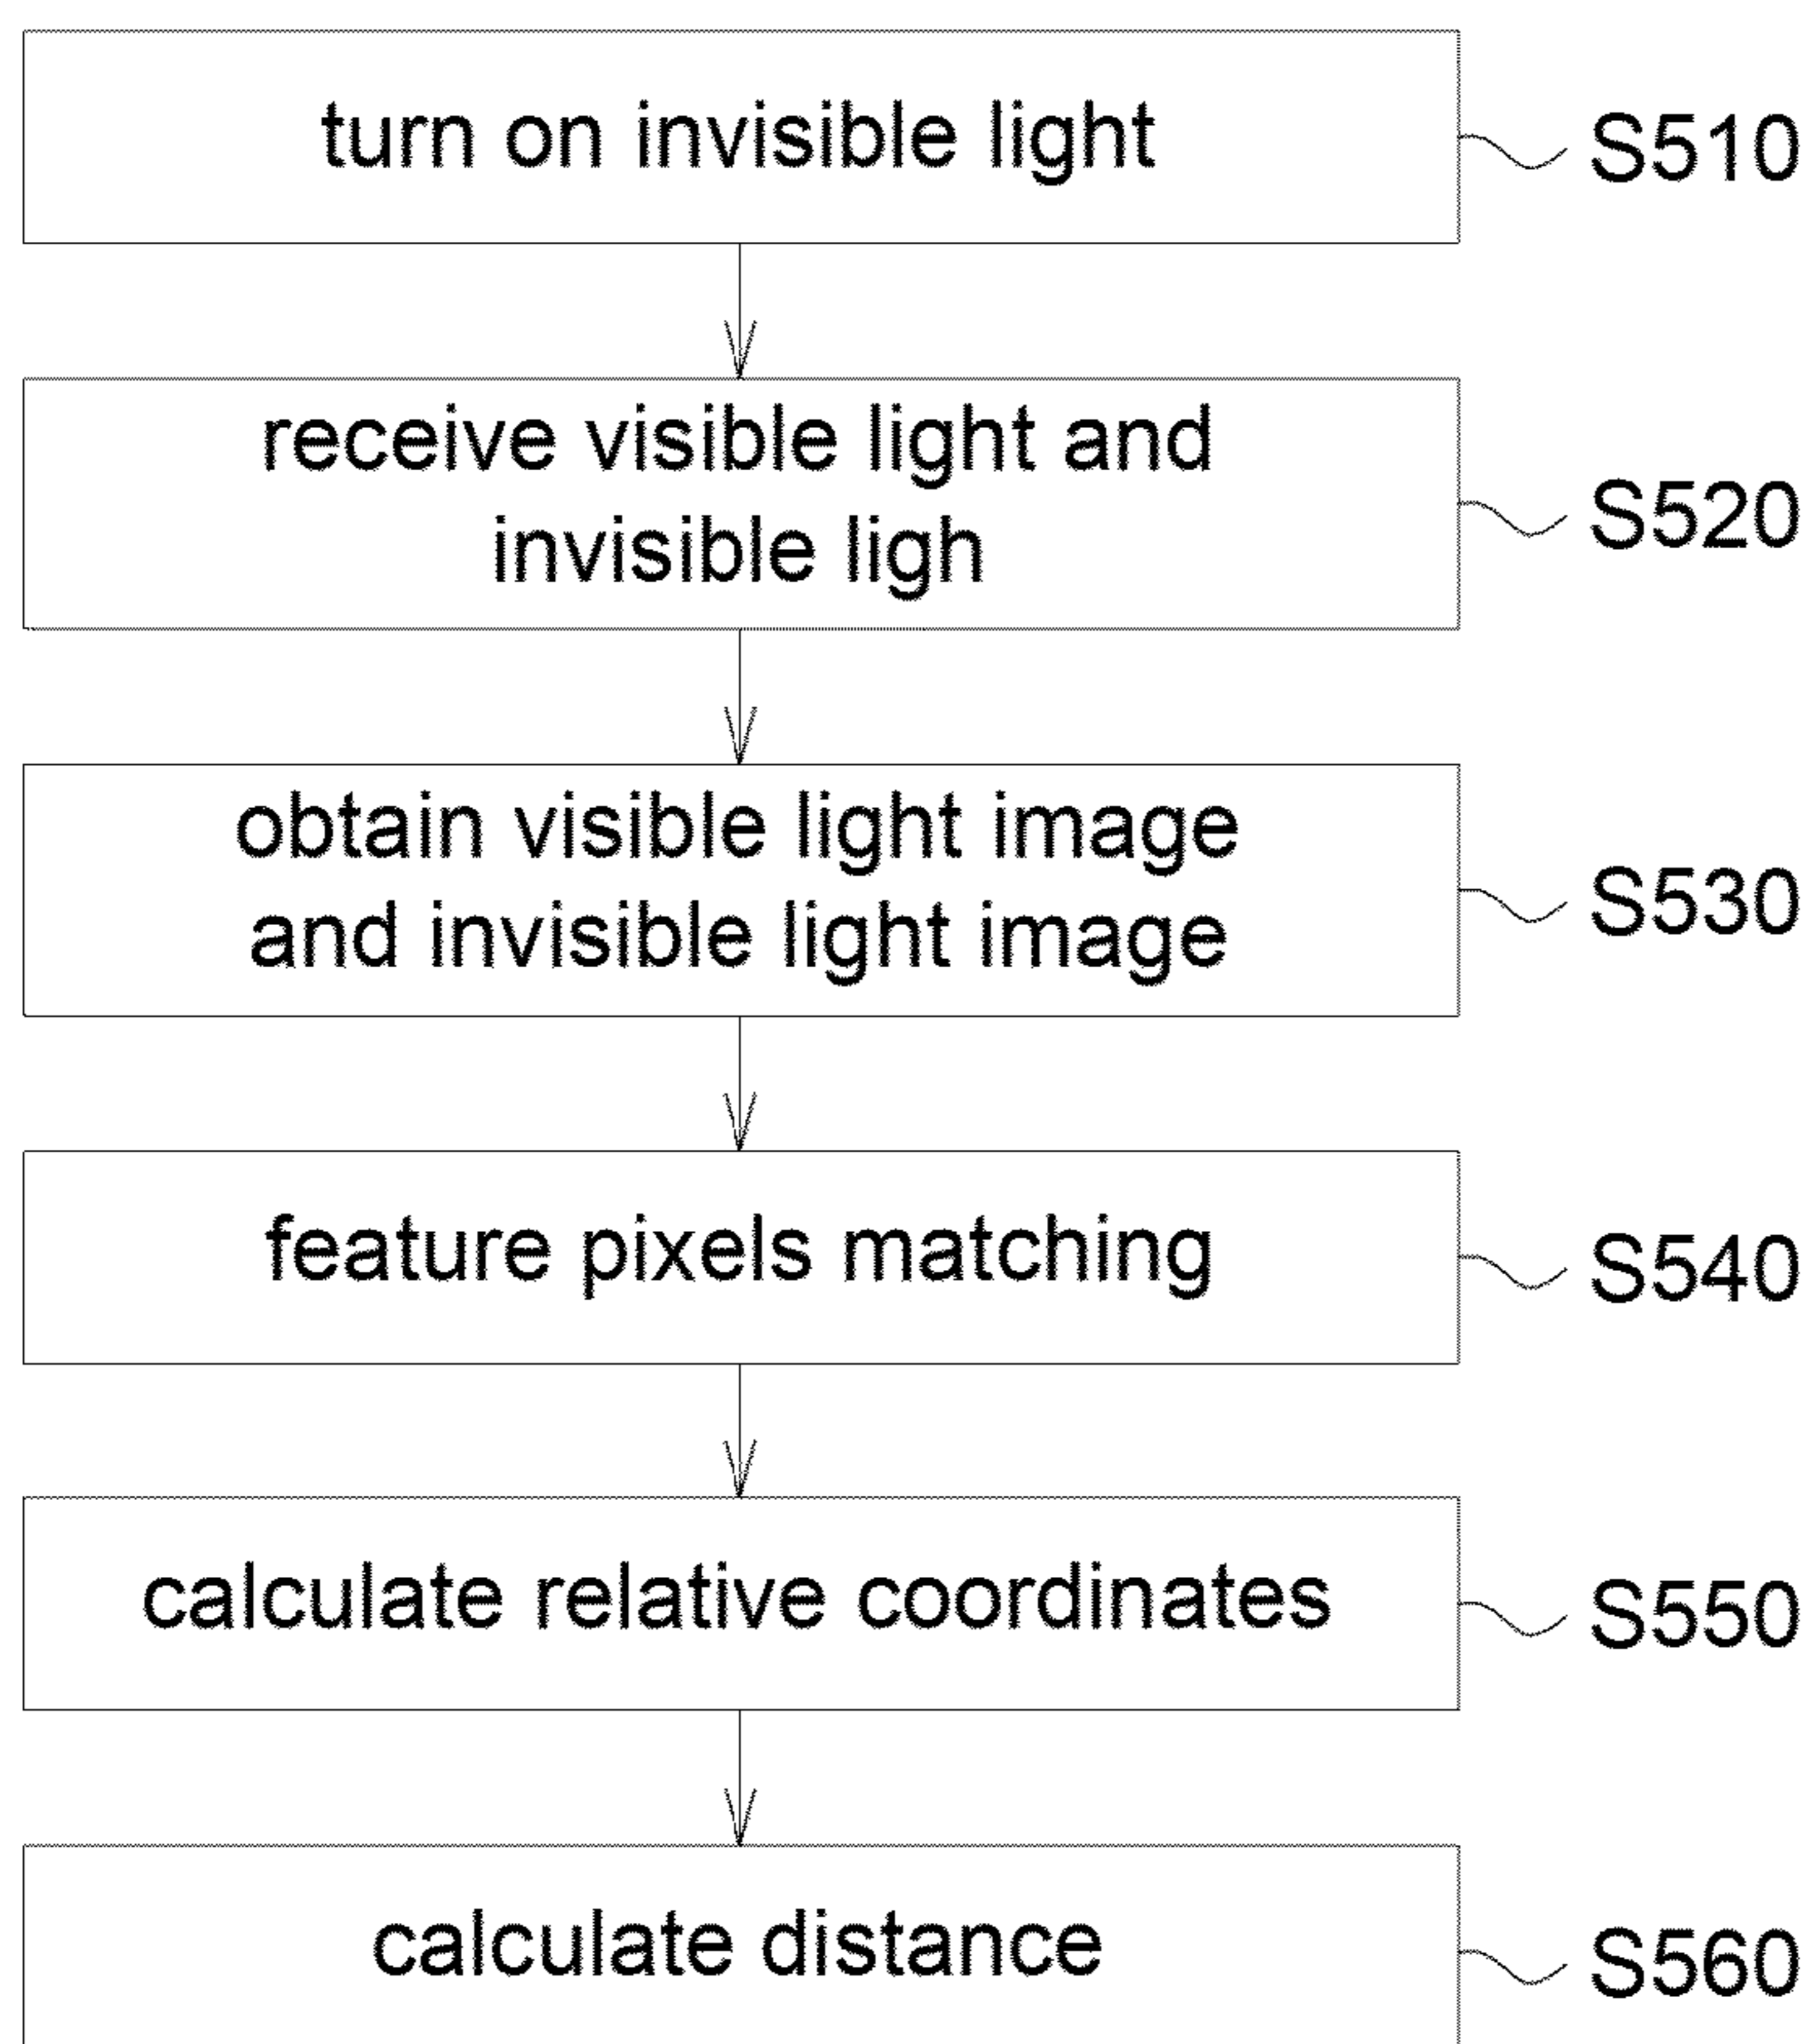 turn on invisible light
S510
receive visible light and
invisible ligh
S520
obtain visible light image
and invisible light image
S530
feature pixels matching
S540
calculate relative coordinates
S550
calculate distance
S560